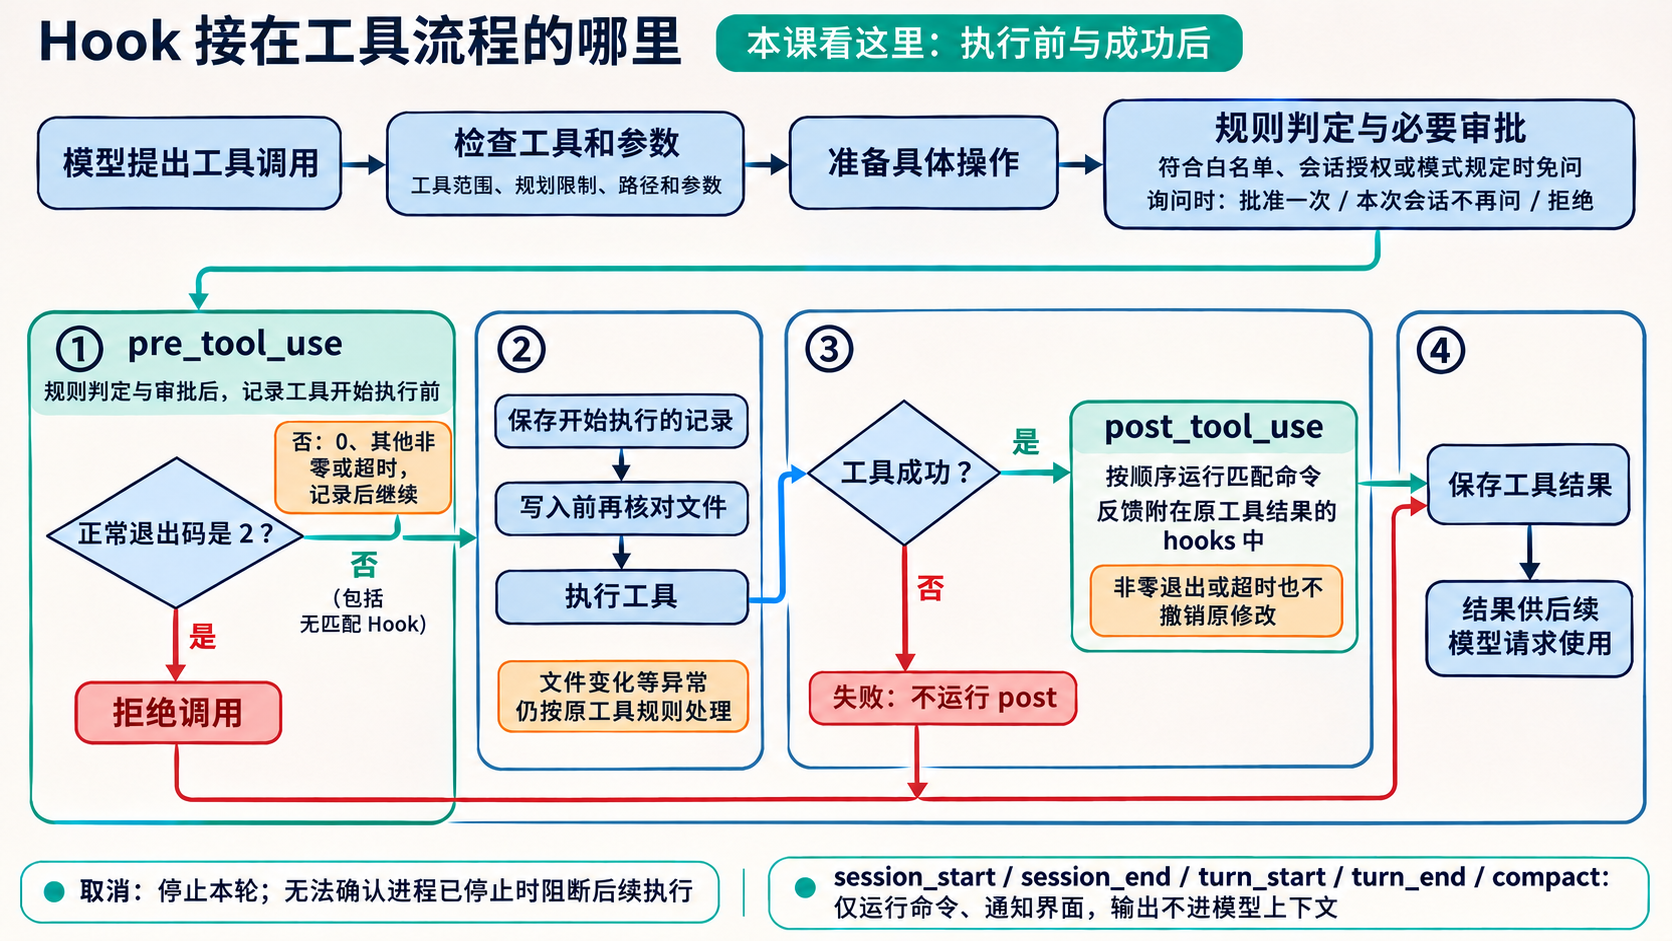 Hook 接在工具流程的哪里
本课看这里：执行前与成功后
模型提出工具调用
检查工具和参数
工具范围、规划限制、路径和参数
准备具体操作
规则判定与必要审批
符合白名单、会话授权或模式规定时免问
询问时：批准一次 / 本次会话不再问 / 拒绝
① pre_tool_use
规则判定与审批后，记录工具开始执行前
否：0、其他非
零或超时，
记录后继续
正常退出码是 2？
否
（包括
无匹配 Hook)
是
拒绝调用
②
保存开始执行的记录
写入前再核对文件
执行工具
文件变化等异常
仍按原工具规则处理
③
工具成功？
是
否
失败：不运行 post
post_tool_use
按顺序运行匹配命令
反馈附在原工具结果的
hooks 中
非零退出或超时也不
撤销原修改
④
保存工具结果
结果供后续
模型请求使用
取消：停止本轮；无法确认进程已停止时阻断后续执行
session_start / session_end / turn_start / turn_end / compact:
仅运行命令、通知界面，输出不进模型上下文